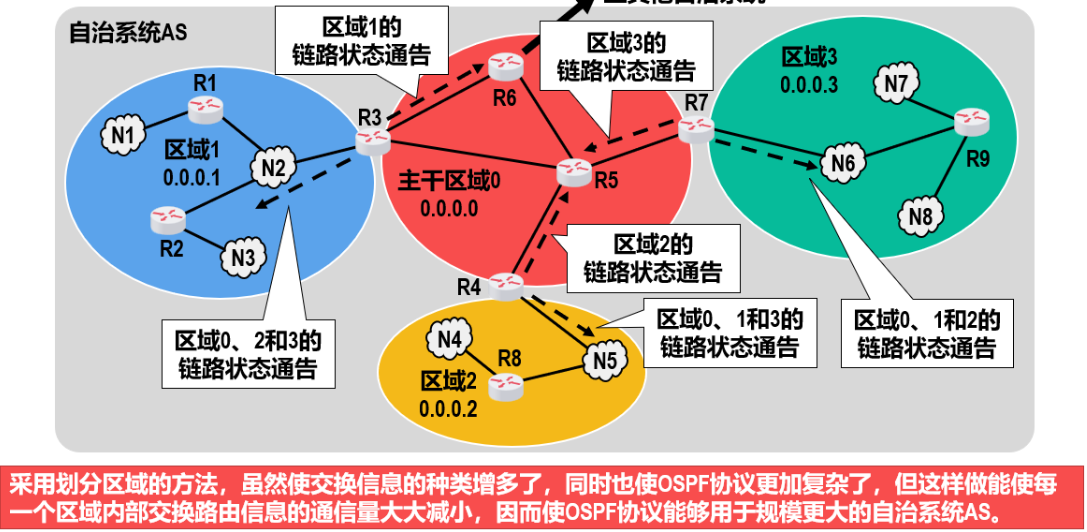 自治系统AS
区域1的
链路状态通告
区域3的
链路状态通告
区域3
0.0.0.3
R1
N1
区域1
0.0.0.1
N2
R2
N3
R3
R6
主干区域0
0.0.0.0
R5
R7
N7
N6
R9
N8
区域2的
链路状态通告
R4
区域0、2和3的
链路状态通告
N4
R8
N5
区域2
0.0.0.2
区域0、1和3的
链路状态通告
区域0、1和2的
链路状态通告
采用划分区域的方法，虽然使交换信息的种类增多了，同时也使OSPF协议更加复杂了，但这样做能使每
一个区域内部交换路由信息的通信量大大减小，因而使OSPF协议能够用于规模更大的自治系统AS。